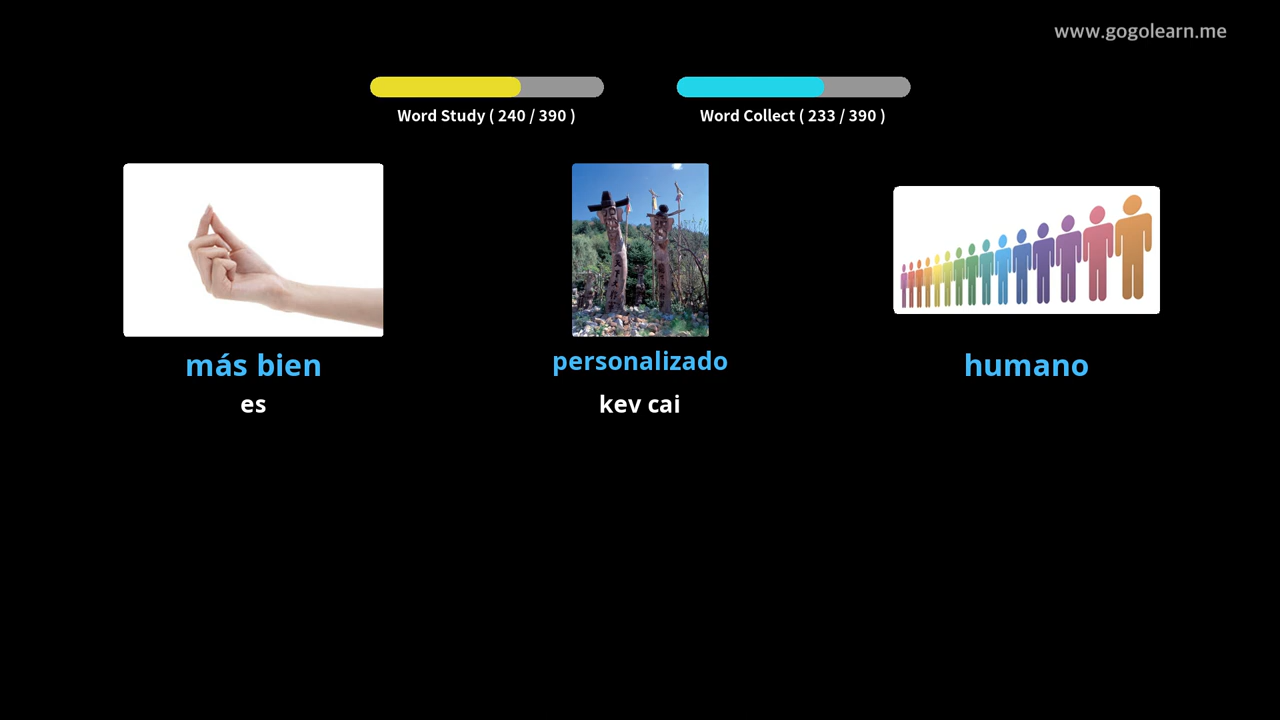 www.gogolearn.me
Word Study ( 240 / 390 )
Word Collect ( 233 / 390 )
más bien
personalizado
humano
es
kev cai